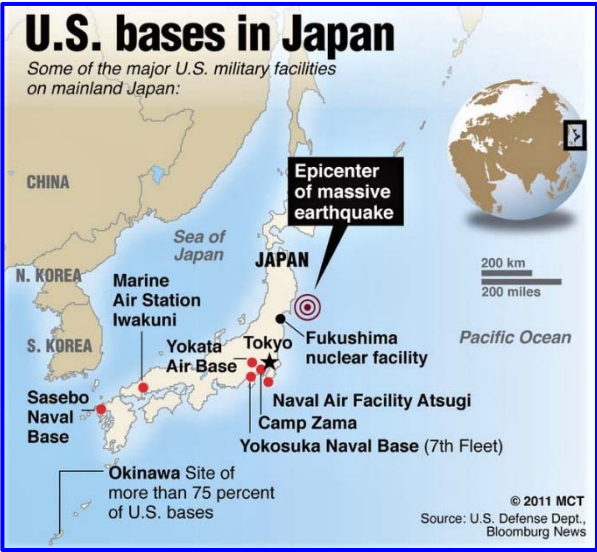 U.S. bases in Japan
Some of the major U.S. military facilities
on mainland Japan:
Epicenter
of massive
earthquake
CHINA
Sea of
Japan
JAPAN
200 km
200 miles
N. KOREA
Marine
Air Station
Iwakuni
S. KOREA
Yokata
Air Base
Tokyo
Fukushima
nuclear facility
Pacific Ocean
Sasebo
Naval
Base
Naval Air Facility Atsugi
Camp Zama
Yokosuka Naval Base (7th Fleet)
Okinawa Site of
more than 75 percent
of U.S. bases
© 2011 MCT
Source: U.S. Defense Dept.,
Bloomburg News